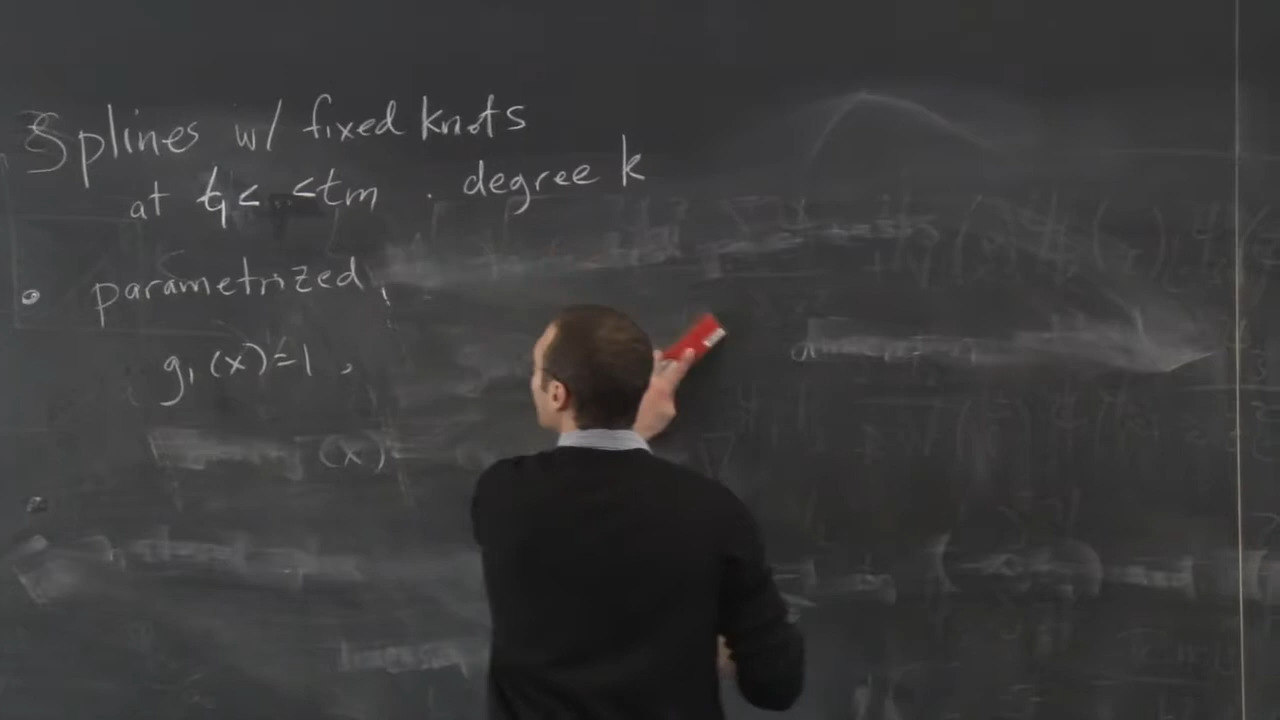 Splines w/ fixed knots
at t1< ..<tm . degree k
• parametrized,
g1(x)=1,
(x)